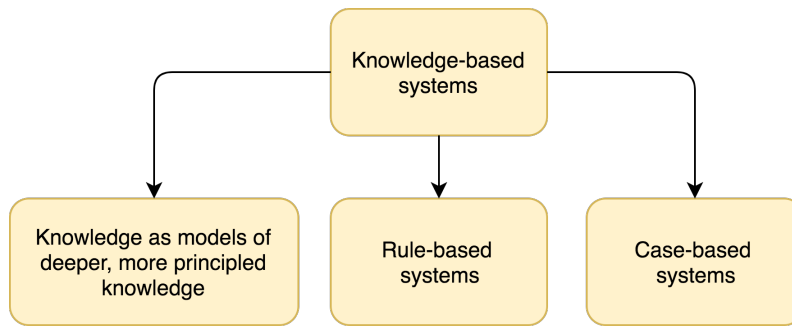 Knowledge-based
systems
Knowledge as models of
deeper, more principled
knowledge
Rule-based
systems
Case-based
systems